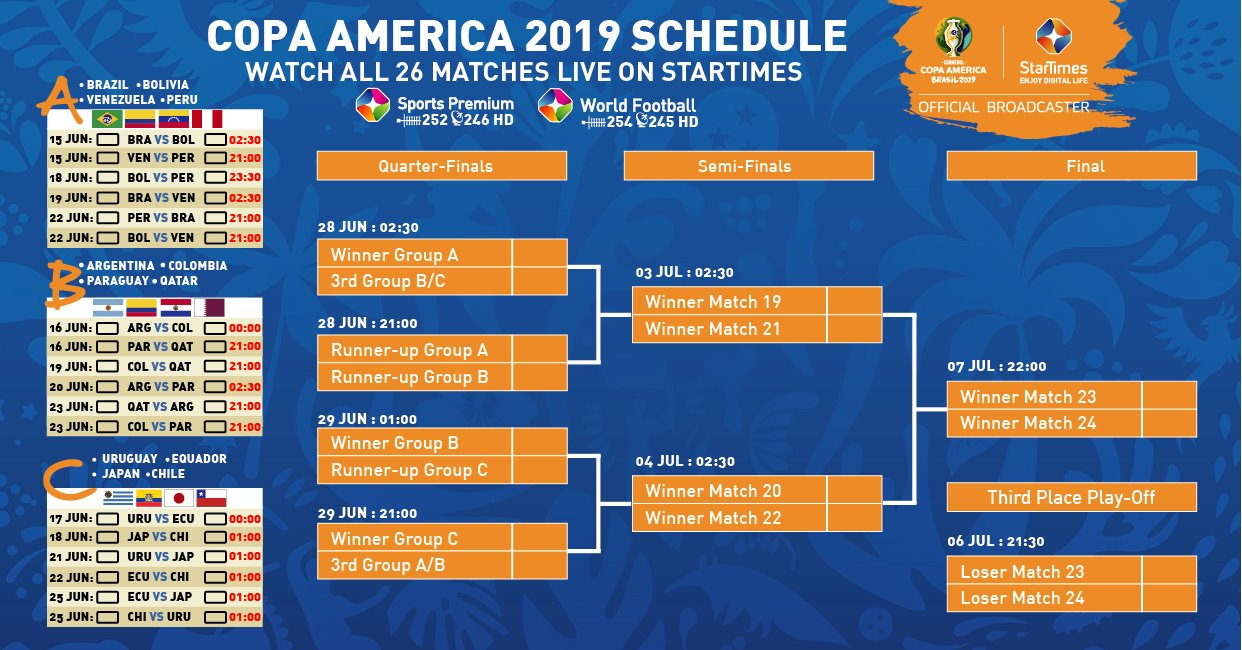 COPA AMERICA 2019 SCHEDULE
WATCH ALL 26 MATCHES LIVE ON STARTIMES
Sports Premium
252 246 HD
World Football
254 245 HD
CONMEBOL
COPA AMERICA
BRASIL 2019
StarTimes
ENJOY DIGITAL LIFE
OFFICIAL BROADCASTER
A
• BRAZIL • BOLIVIA
• VENEZUELA • PERU
15 JUN: BRA VS BOL 02:30
15 JUN: VEN VS PER 21:00
18 JUN: BOL VS PER 23:30
19 JUN: BRA VS VEN 02:30
22 JUN: PER VS BRA 21:00
22 JUN: BOL VS VEN 21:00
B
• ARGENTINA • COLOMBIA
• PARAGUAY • QATAR
16 JUN: ARG VS COL 00:00
16 JUN: PAR VS QAT 21:00
19 JUN: COL VS QAT 21:00
20 JUN: ARG VS PAR 02:30
23 JUN: QAT VS ARG 21:00
23 JUN: COL VS PAR 21:00
C
• URUGUAY • EQUADOR
• JAPAN • CHILE
17 JUN: URU VS ECU 00:00
18 JUN: JAP VS CHI 01:00
21 JUN: URU VS JAP 01:00
22 JUN: ECU VS CHI 01:00
25 JUN: ECU VS JAP 01:00
25 JUN: CHI VS URU 01:00
Quarter-Finals
28 JUN : 02:30
Winner Group A
3rd Group B/C
28 JUN : 21:00
Runner-up Group A
Runner-up Group B
29 JUN : 01:00
Winner Group B
Runner-up Group C
29 JUN : 21:00
Winner Group C
3rd Group A/B
Semi-Finals
03 JUL : 02:30
Winner Match 19
Winner Match 21
04 JUL : 02:30
Winner Match 20
Winner Match 22
Final
07 JUL : 22:00
Winner Match 23
Winner Match 24
Third Place Play-Off
06 JUL : 21:30
Loser Match 23
Loser Match 24